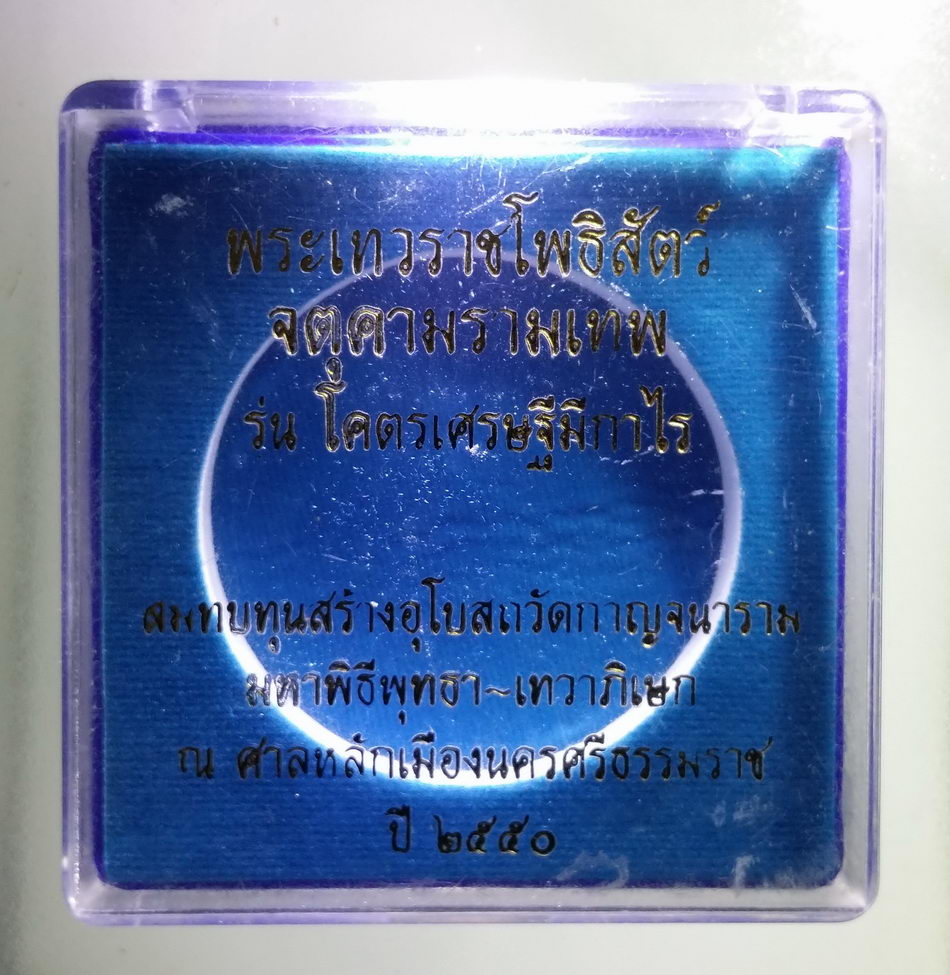 พระเทวราชโพธิสัตว์
จตุคามรามเทพ
รุ่น โคตรเศรษฐีมีกำไร
สมทบทุนสร้างอุโบสถวัดกาญจนาราม
มหาพิธีพุทธา~เทวาภิเษก
ณ ศาลหลักเมืองนครศรีธรรมราช
ปี ๒๕๕๐